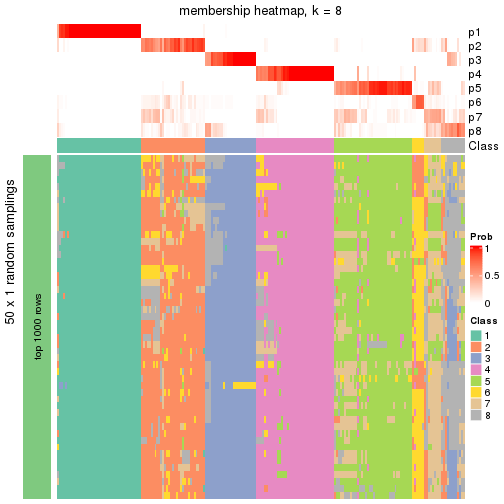 membership heatmap, k = 8
p1
p2
p3
p4
p5
p6
p7
p8
Class
50 x 1 random samplings
top 1000 rows
Prob
1
0.5
0
Class
1
2
3
4
5
6
7
8